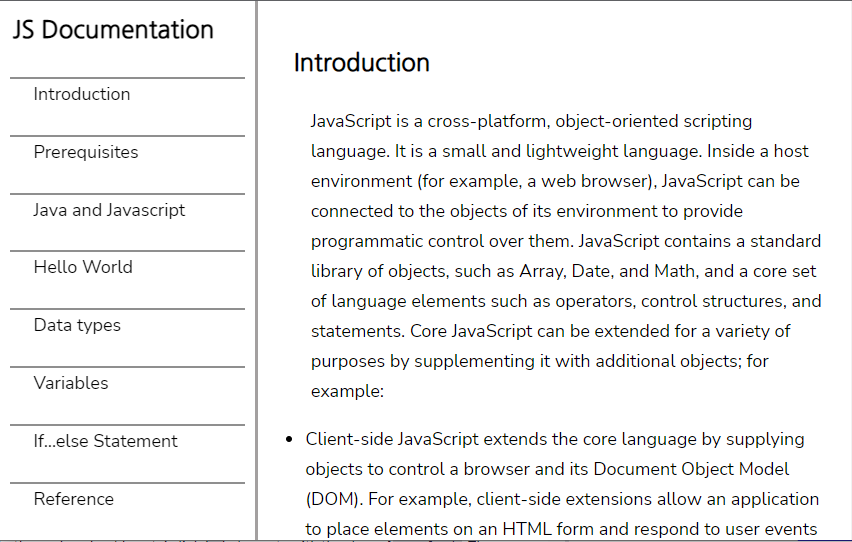 JS Documentation
Introduction
Prerequisites
Java and Javascript
Hello World
Data types
Variables
If...else Statement
Reference
Introduction
JavaScript is a cross-platform, object-oriented scripting
language. It is a small and lightweight language. Inside a host
environment (for example, a web browser), JavaScript can be
connected to the objects of its environment to provide
programmatic control over them. JavaScript contains a standard
library of objects, such as Array, Date, and Math, and a core set
of language elements such as operators, control structures, and
statements. Core JavaScript can be extended for a variety of
purposes by supplementing it with additional objects; for
example:
• Client-side JavaScript extends the core language by supplying
objects to control a browser and its Document Object Model
(DOM). For example, client-side extensions allow an application
to place elements on an HTML form and respond to user events